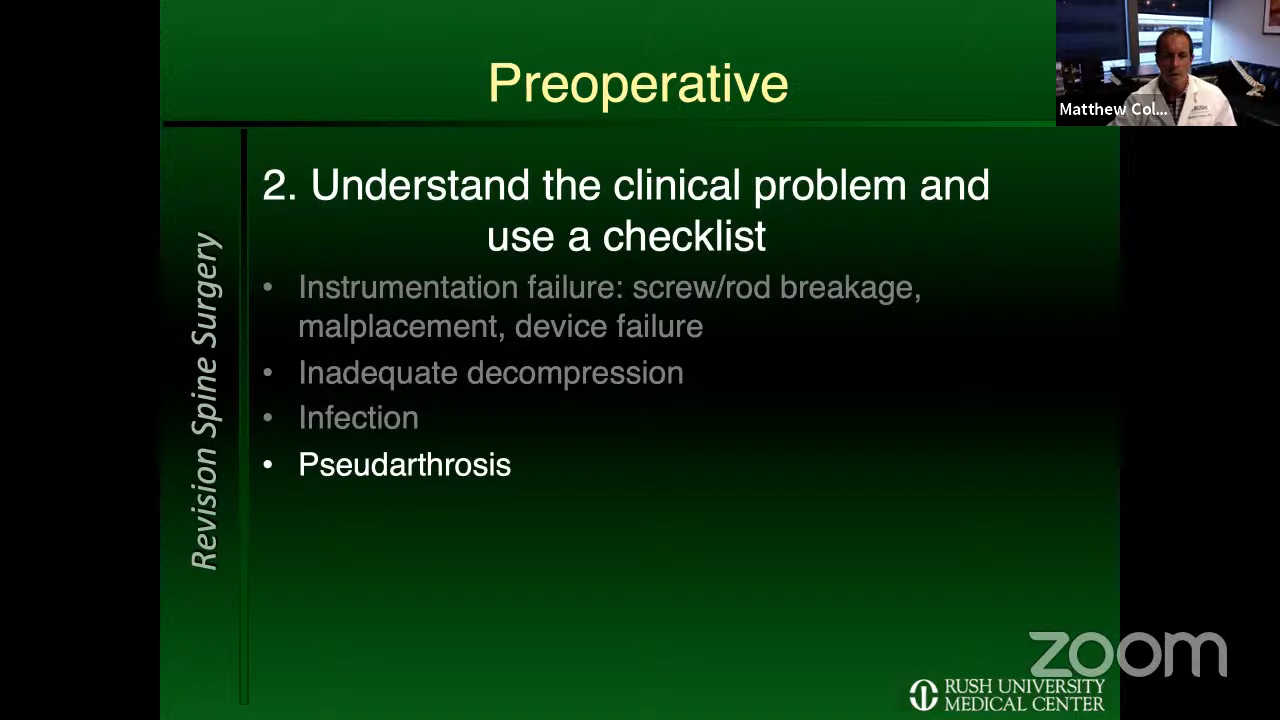 Preoperative
Matthew Col...
2. Understand the clinical problem and
use a checklist
• Instrumentation failure: screw/rod breakage,
malplacement, device failure
• Inadequate decompression
• Infection
• Pseudarthrosis
Revision Spine Surgery
zoom
RUSH UNIVERSITY
MEDICAL CENTER